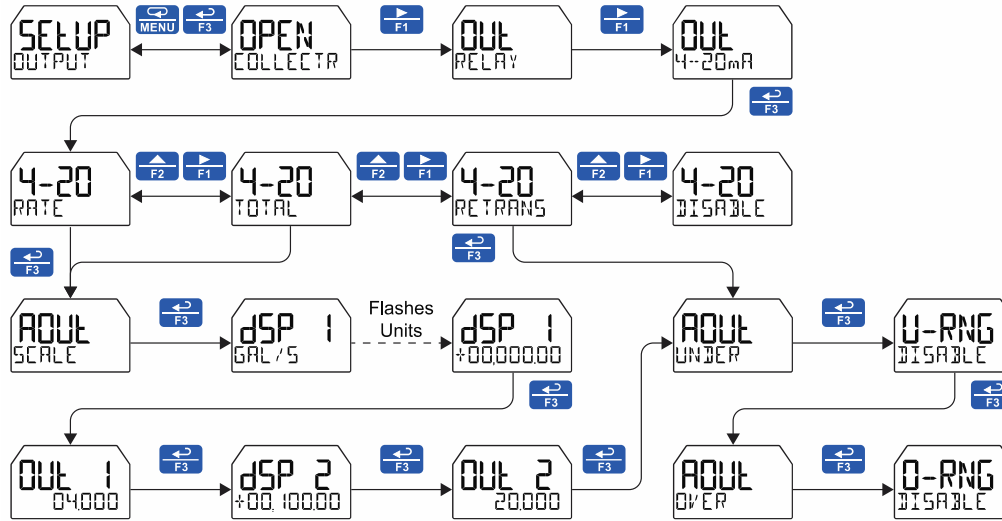 SEtUP
OUTPUT
MENU
F3
OPEN
COLLECTR
F1
OUt
RELAY
F1
OUt
4-20mA
F3
4-20
RATE
F2
F1
4-20
TOTAL
F2
F1
4-20
RETRANS
F2
F1
4-20
DISABLE
F3
F3
AOUt
SCALE
F3
dSP 1
GAL/S
Flashes
Units
dSP 1
+00,000.00
AOUt
UNDER
F3
U-RNG
DISABLE
F3
F3
OUt 1
04.000
F3
dSP 2
+00,100.00
F3
OUt 2
20.000
F3
AOUt
OVER
F3
O-RNG
DISABLE